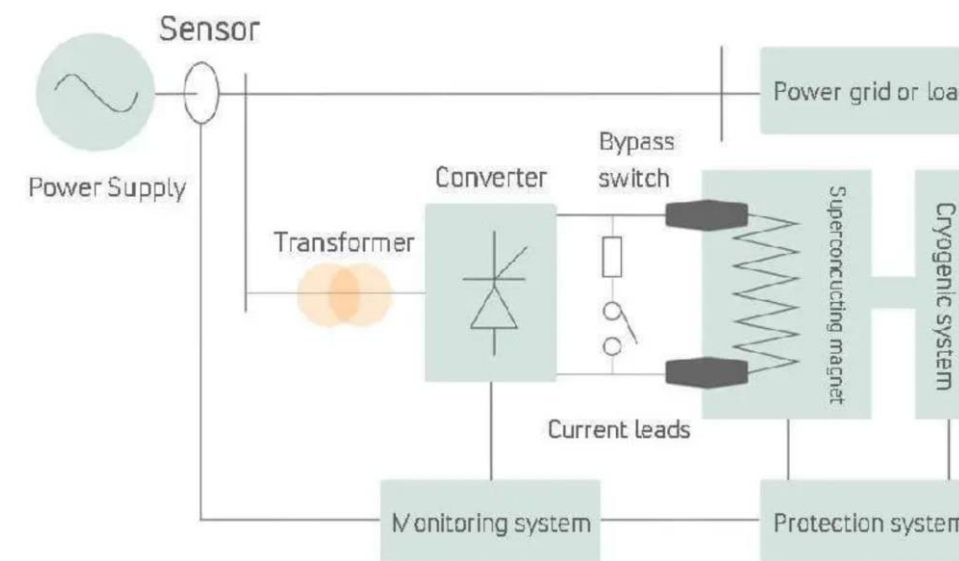 Sensor
Power Supply
Power grid or loa
Bypass
switch
Converter
Transformer
Superconcucting magnet
Cryogenic system
Current leads
Monitoring system
Protection system